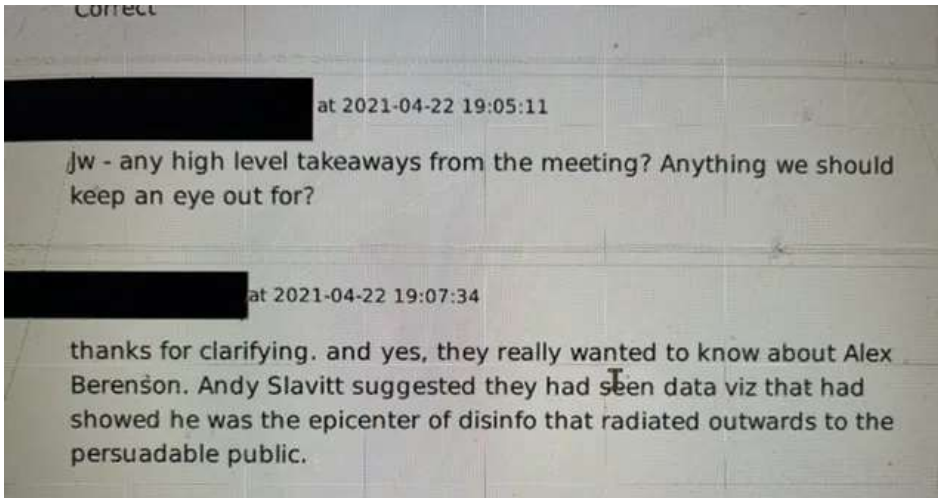 Correct
at 2021-04-22 19:05:11
Jw - any high level takeaways from the meeting? Anything we should
keep an eye out for?
at 2021-04-22 19:07:34
thanks for clarifying. and yes, they really wanted to know about Alex
Berenson. Andy Slavitt suggested they had seen data viz that had
showed he was the epicenter of disinfo that radiated outwards to the
persuadable public.